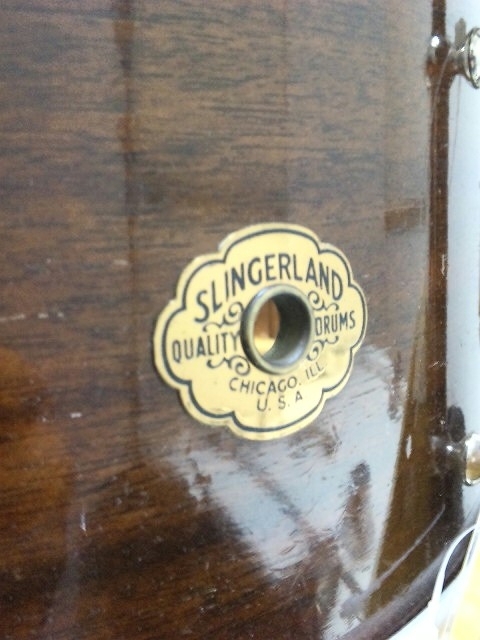 SLINGERLAND
QUALITY DRUMS
CHICAGO. ILL
U. S. A